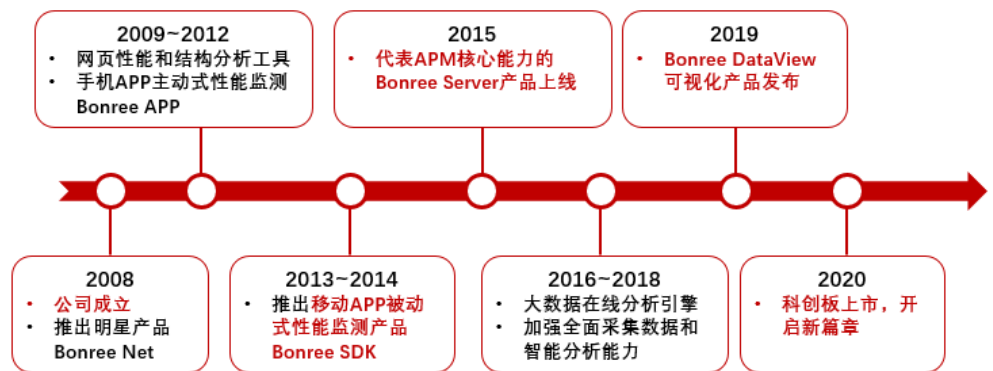 2009~2012
• 网页性能和结构分析工具
• 手机APP主动式性能监测
Bonree APP
2015
• 代表APM核心能力的
Bonree Server产品上线
2019
• Bonree DataView
可视化产品发布
2008
• 公司成立
• 推出明星产品
Bonree Net
2013~2014
• 推出移动APP被动
式性能监测产品
Bonree SDK
2016~2018
• 大数据在线分析引擎
• 加强全面采集数据和
智能分析能力
2020
• 科创板上市，开
启新篇章